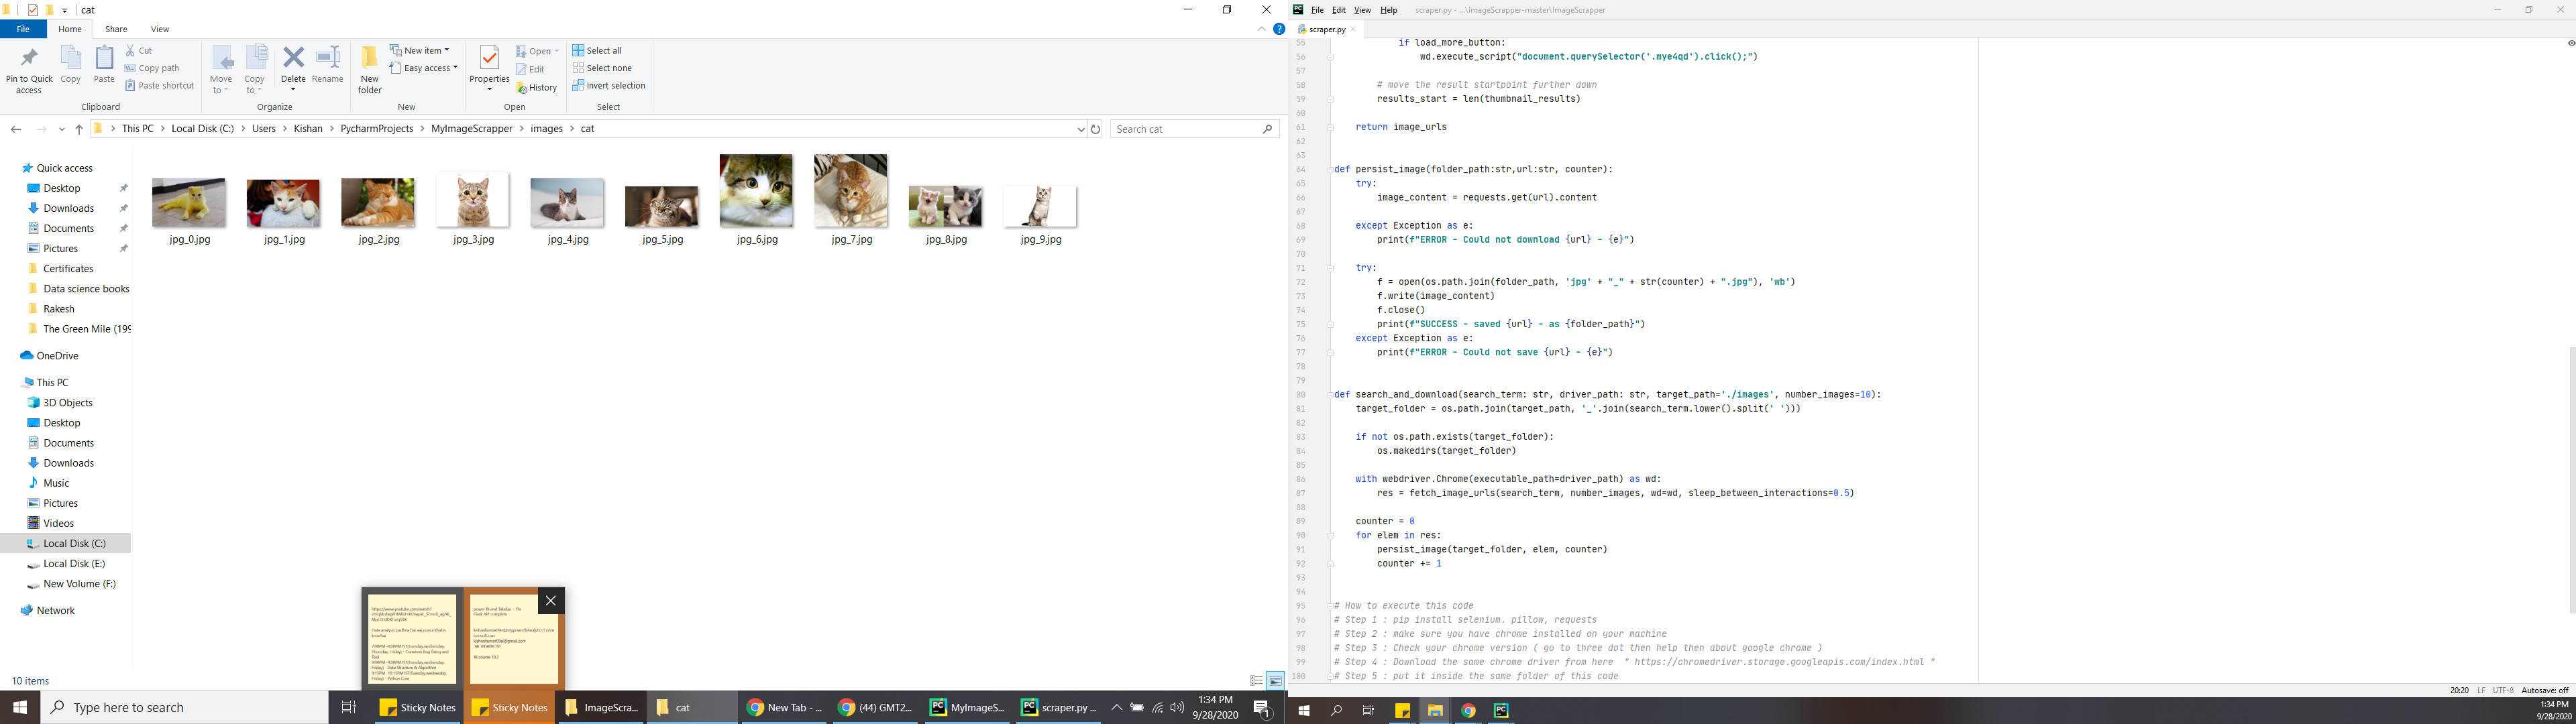 cat
File Home Share View
Pin to Quick access
Copy
Paste
Cut
Copy path
Paste shortcut
Clipboard
Move to
Copy to
Delete
Rename
Organize
New folder
New item
Easy access
New
Properties
Open
Edit
History
Open
Select all
Select none
Invert selection
Select
This PC > Local Disk (C:) > Users > Kishan > PycharmProjects > MyImageScrapper > images > cat
Search cat
Quick access
Desktop
Downloads
Documents
Pictures
Certificates
Data science books
Rakesh
The Green Mile (199
OneDrive
This PC
3D Objects
Desktop
Documents
Downloads
Music
Pictures
Videos
Local Disk (C:)
Local Disk (E:)
New Volume (F:)
Network
jpg_0.jpg jpg_1.jpg jpg_2.jpg jpg_3.jpg jpg_4.jpg jpg_5.jpg jpg_6.jpg jpg_7.jpg jpg_8.jpg jpg_9.jpg
10 items
Type here to search
Sticky Notes
Sticky Notes
ImageScra...
cat
New Tab - ...
(44) GMT2...
MyImageS...
scraper.py ...
1:34 PM
9/28/2020
1
File Edit View Help scraper.py - ...\ImageScrapper-master\ImageScrapper
scraper.py
55 if load_more_button:
56 wd.execute_script("document.querySelector('.mye4qd').click();")
57
58 # move the result startpoint further down
59 results_start = len(thumbnail_results)
60
61 return image_urls
62
63
64 def persist_image(folder_path:str,url:str, counter):
65 try:
66 image_content = requests.get(url).content
67
68 except Exception as e:
69 print(f"ERROR - Could not download {url} - {e}")
70
71 try:
72 f = open(os.path.join(folder_path, 'jpg' + "_" + str(counter) + ".jpg"), 'wb')
73 f.write(image_content)
74 f.close()
75 print(f"SUCCESS - saved {url} - as {folder_path}")
76 except Exception as e:
77 print(f"ERROR - Could not save {url} - {e}")
78
79
80 def search_and_download(search_term: str, driver_path: str, target_path='./images', number_images=10):
81 target_folder = os.path.join(target_path, '_'.join(search_term.lower().split(' ')))
82
83 if not os.path.exists(target_folder):
84 os.makedirs(target_folder)
85
86 with webdriver.Chrome(executable_path=driver_path) as wd:
87 res = fetch_image_urls(search_term, number_images, wd=wd, sleep_between_interactions=0.5)
88
89 counter = 0
90 for elem in res:
91 persist_image(target_folder, elem, counter)
92 counter += 1
93
94
95 # How to execute this code
96 # Step 1 : pip install selenium. pillow, requests
97 # Step 2 : make sure you have chrome installed on your machine
98 # Step 3 : Check your chrome version ( go to three dot then help then about google chrome )
99 # Step 4 : Download the same chrome driver from here " https://chromedriver.storage.googleapis.com/index.html "
100 # Step 5 : put it inside the same folder of this code
20:20 LF UTF-8 Autosave: off
1:34 PM
9/28/2020